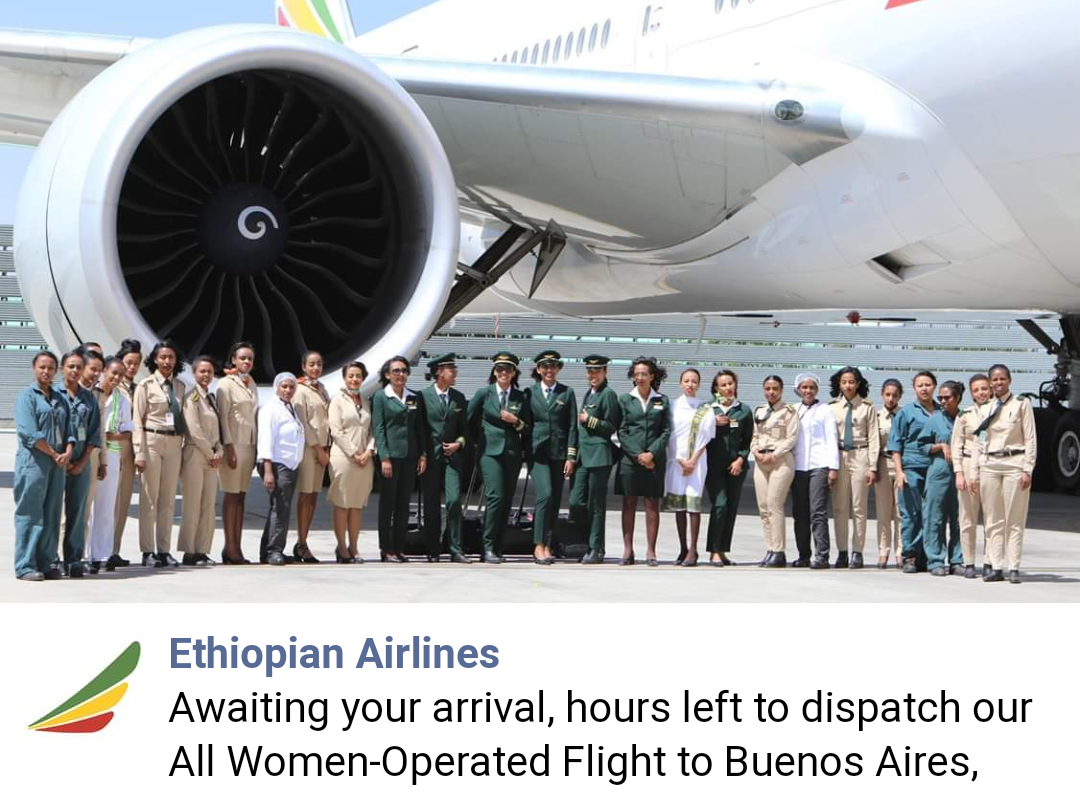 Ethiopian Airlines
Awaiting your arrival, hours left to dispatch our
All Women-Operated Flight to Buenos Aires,